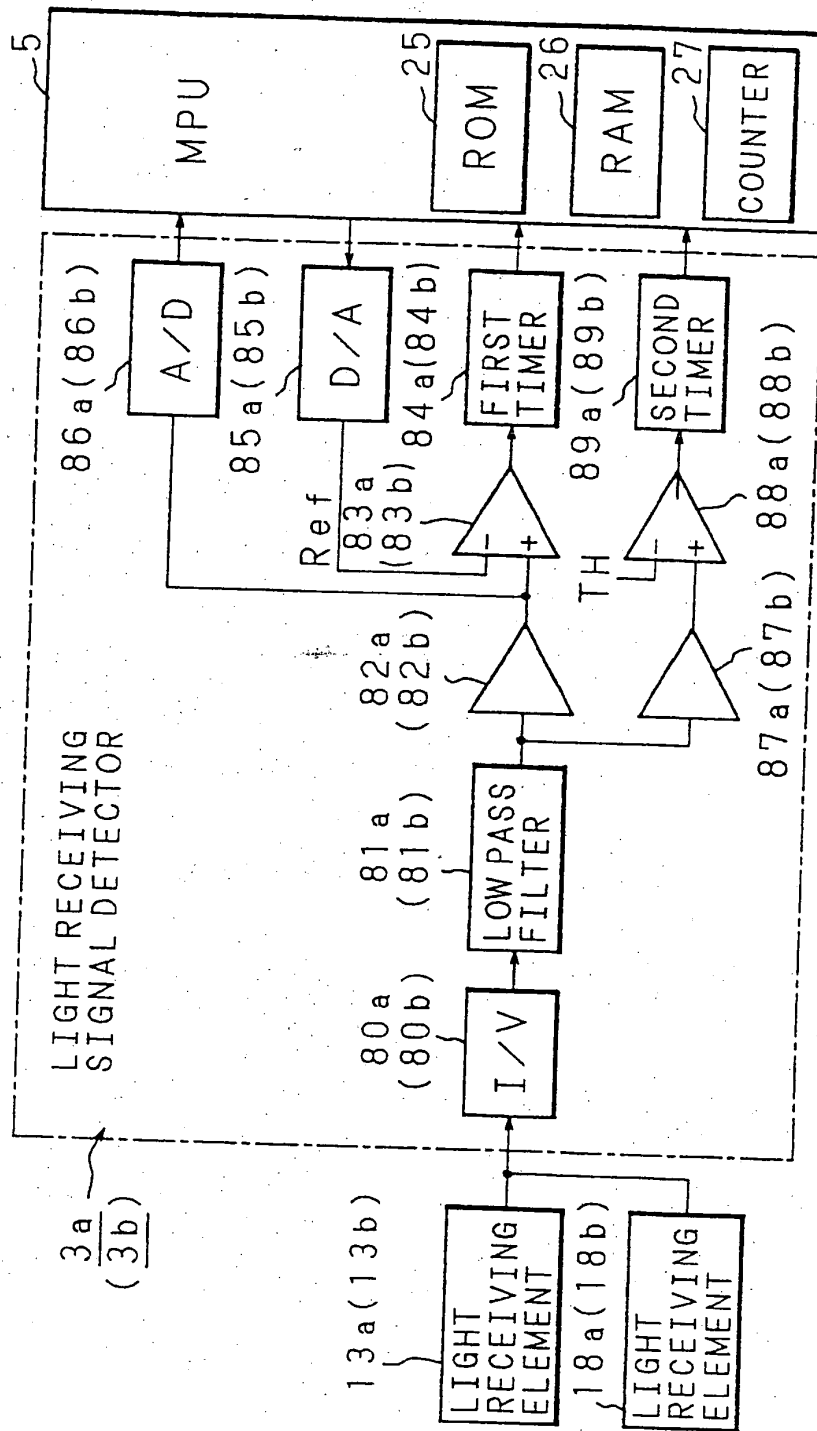 3a
(3b)
LIGHT RECEIVING
SIGNAL DETECTOR
86a(86b)
A/D
85a(85b)
D/A
Ref
83a
(83b)
-
+
84a(84b)
FIRST
TIMER
89a(89b)
SECOND
TIMER
TH
-
+
88a(88b)
87a(87b)
82a
(82b)
81a
(81b)
LOW PASS
FILTER
80a
(80b)
I/V
13a(13b)
LIGHT
RECEIVING
ELEMENT
18a(18b)
LIGHT
RECEIVING
ELEMENT
5
MPU
25
ROM
26
RAM
27
COUNTER